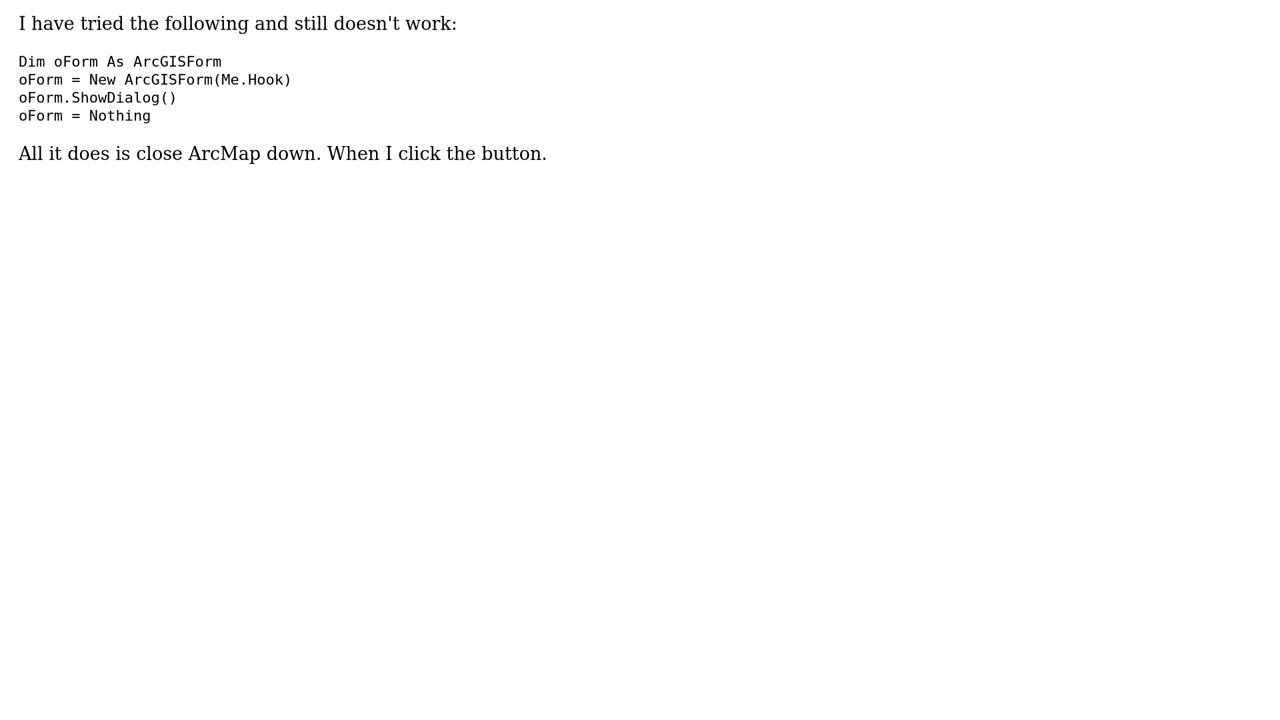 I have tried the following and still doesn't work:
Dim oForm As ArcGISForm
oForm = New ArcGISForm(Me.Hook)
oForm.ShowDialog()
oForm = Nothing
All it does is close ArcMap down. When I click the button.